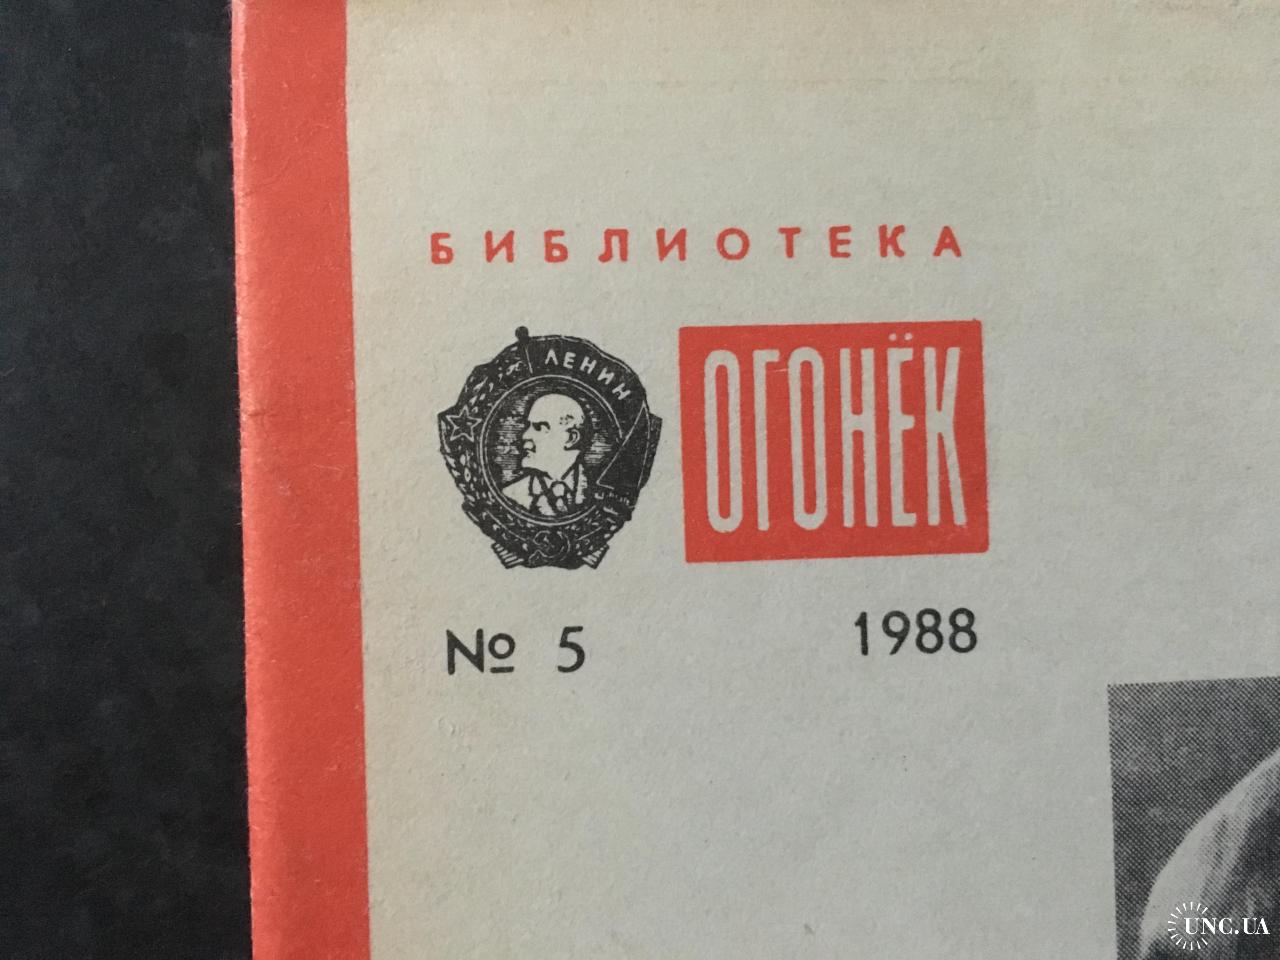 БИБЛИОТЕКА
ЛЕНИН
ОГОНЁК
№ 5 1988
UNC.UA